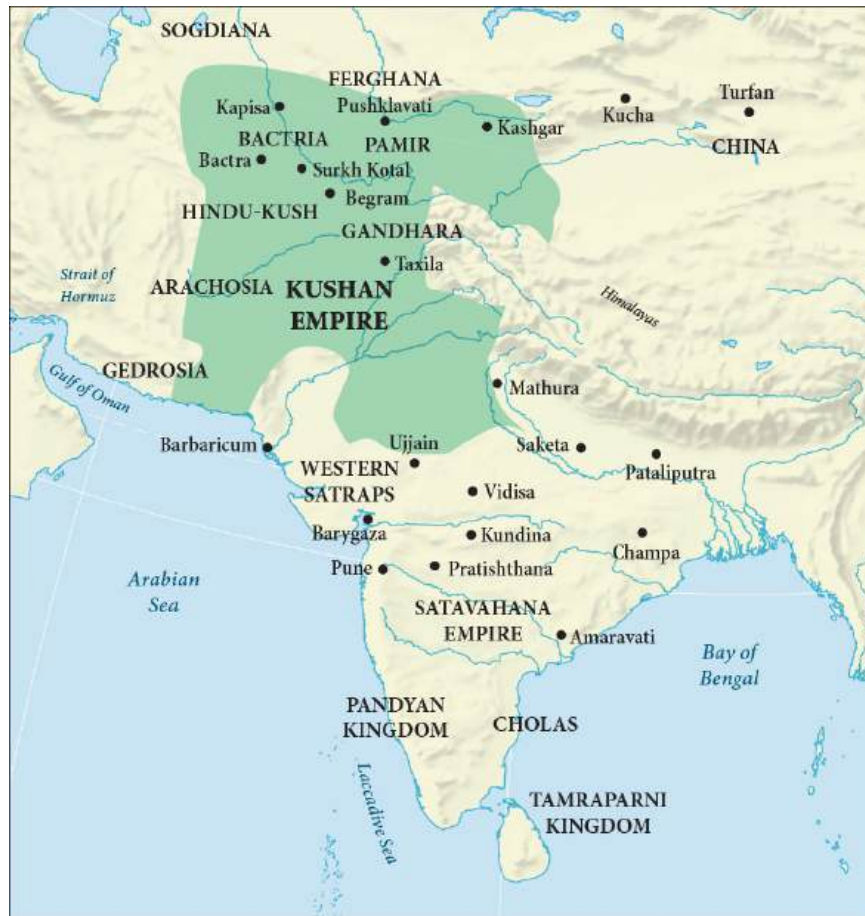 SOGDIANA
FERGHANA
Kapisa
Pushklavati
Kucha
Turfan
BACTRIA
PAMIR
Kashgar
CHINA
Bactra
Surkh Kotal
Begram
HINDU-KUSH
GANDHARA
Taxila
Strait of
Hormuz
ARACHOSIA
KUSHAN
EMPIRE
Himalayas
GEDROSIA
Gulf of Oman
Mathura
Barbaricum
Ujjain
Saketa
Pataliputra
WESTERN
SATRAPS
Vidisa
Barygaza
Kundina
Champa
Pune
Pratishthana
Arabian
Sea
SATAVAHANA
EMPIRE
Amaravati
Bay of
Bengal
PANDYAN
KINGDOM
CHOLAS
Laccadive Sea
TAMRAPARNI
KINGDOM